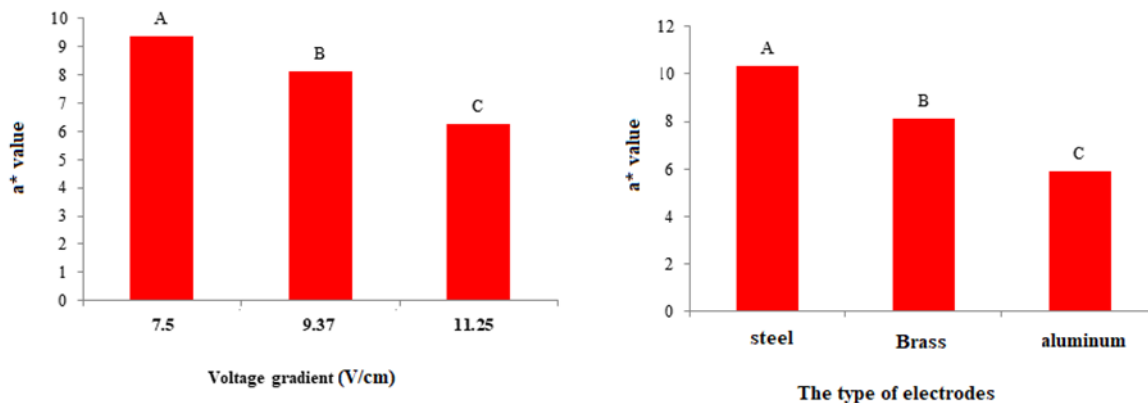 10
9
8
7
6
5
4
3
2
1
0
a* value
A
B
C
7.5 9.37 11.25
Voltage gradient (V/cm)
12
10
8
6
4
2
0
a* value
A
B
C
steel Brass aluminum
The type of electrodes